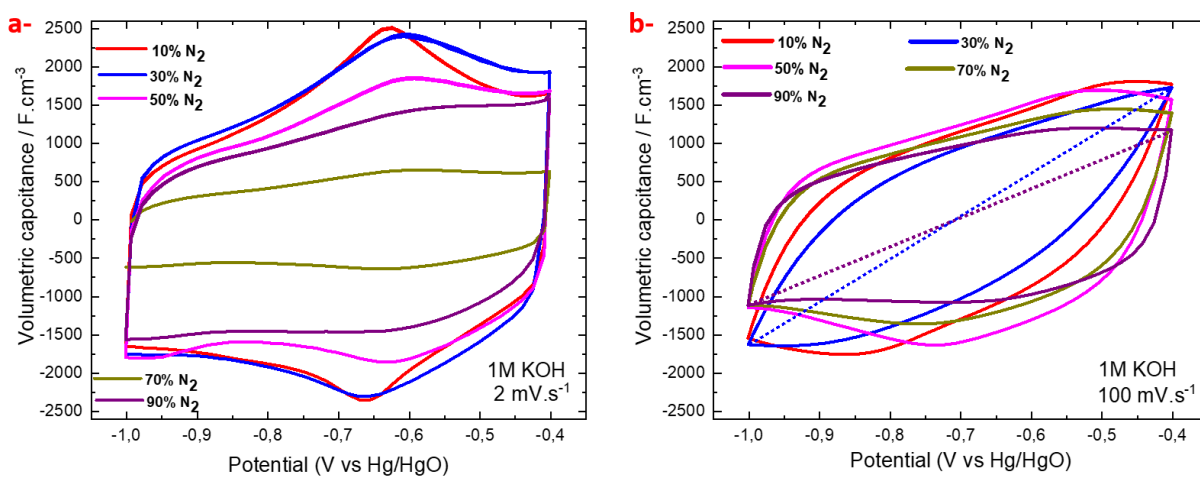 a-
2500
2000
1500
1000
500
0
-500
-1000
-1500
-2000
-2500
Volumetric capcitance / F.cm-3
10% N2
30% N2
50% N2
70% N2
90% N2
1M KOH
2 mV.s-1
-1,0 -0,9 -0,8 -0,7 -0,6 -0,5 -0,4
Potential (V vs Hg/HgO)
b-
2500
2000
1500
1000
500
0
-500
-1000
-1500
-2000
-2500
Volumetric capcitance / F.cm-3
10% N2 30% N2
50% N2 70% N2
90% N2
1M KOH
100 mV.s-1
-1,0 -0,9 -0,8 -0,7 -0,6 -0,5 -0,4
Potential (V vs Hg/HgO)